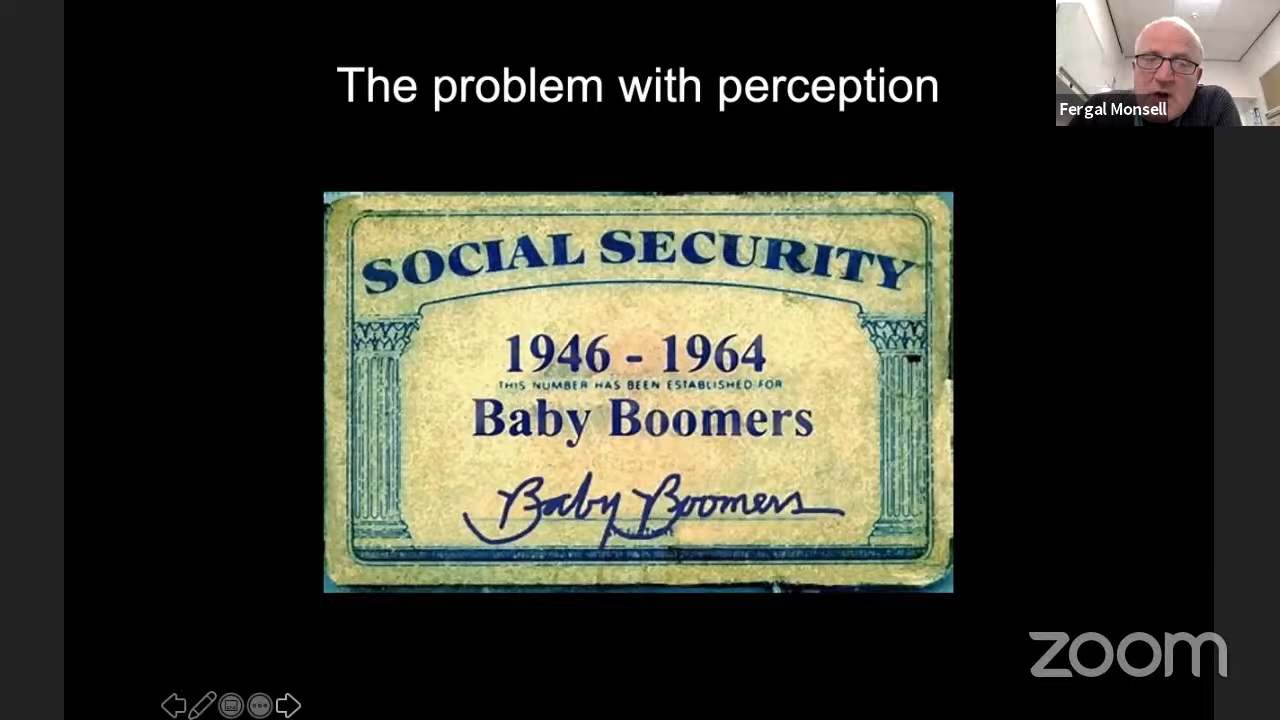 The problem with perception
Fergal Monsell
SOCIAL SECURITY
1946 - 1964
THIS NUMBER HAS BEEN ESTABLISHED FOR
Baby Boomers
Baby Boomers
zoom